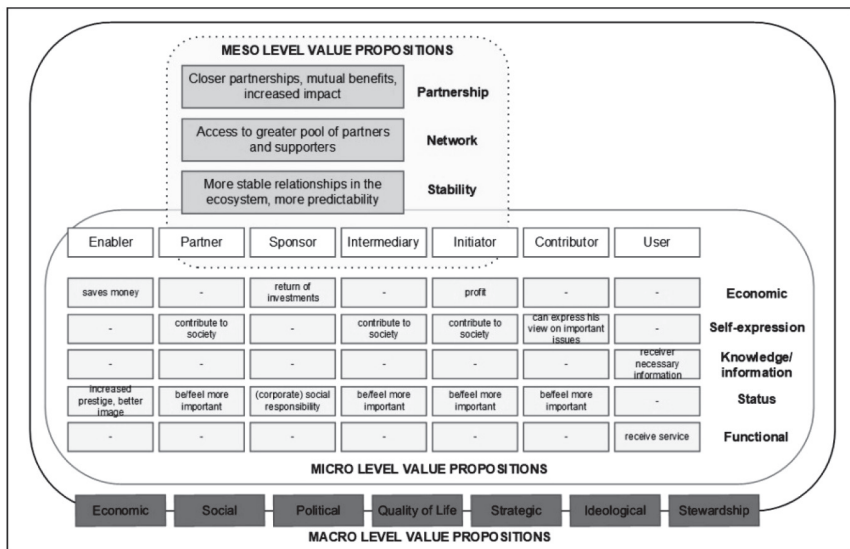 MESO LEVEL VALUE PROPOSITIONS
Closer partnerships, mutual benefits,
increased impact
Partnership
Access to greater pool of partners
and supporters
Network
More stable relationships in the
ecosystem, more predictability
Stability
Enabler
Partner
Sponsor
Intermediary
Initiator
Contributor
User
saves money
-
return of
investments
-
profit
-
-
Economic
-
contribute to
society
-
contribute to
society
contribute to
society
can express his
view on important
issues
-
Self-expression
-
-
-
-
-
-
receiver
necessary
information
Knowledge/
information
Increased
prestige, better
image
be/feel more
important
(corporate) social
responsibility
be/feel more
important
be/feel more
important
be/feel more
important
-
Status
-
-
-
-
-
-
receive service
Functional
MICRO LEVEL VALUE PROPOSITIONS
Economic
Social
Political
Quality of Life
Strategic
Ideological
Stewardship
MACRO LEVEL VALUE PROPOSITIONS